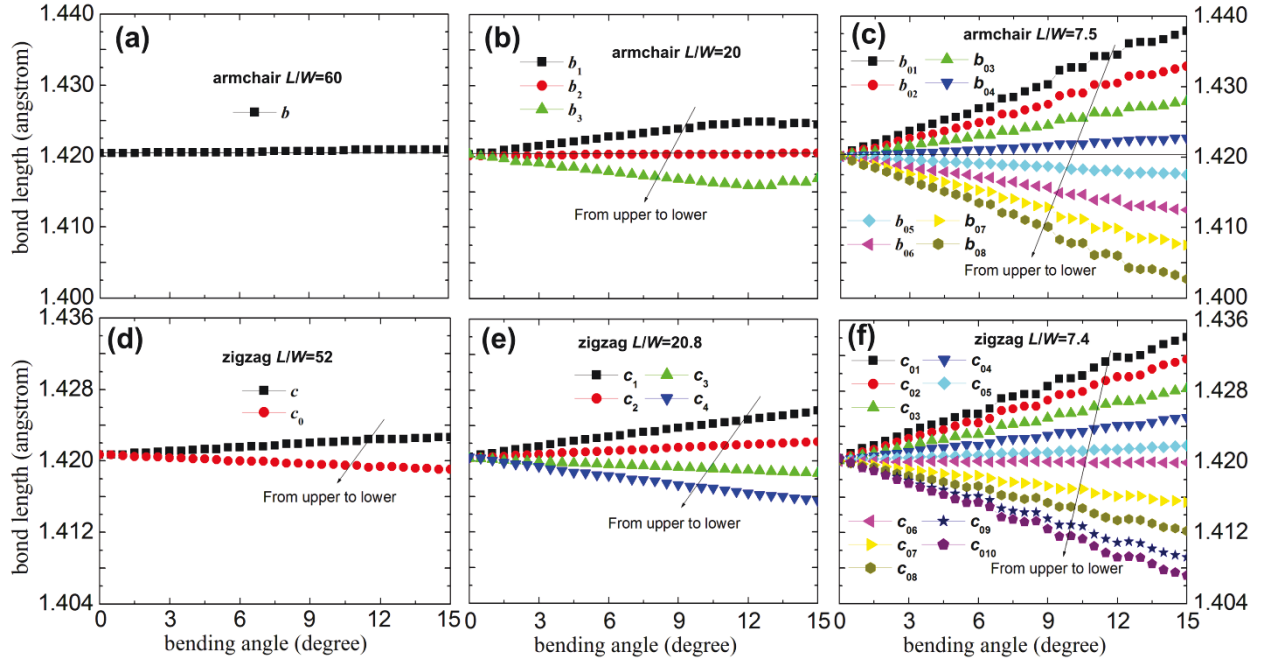 (a)
armchair L/W=60
b
(b)
armchair L/W=20
b1
b2
b3
From upper to lower
(c)
armchair L/W=7.5
b01
b02
b03
b04
b05
b06
b07
b08
From upper to lower
1.440
1.430
1.420
1.410
1.400
bond length (angstrom)
1.440
1.430
1.420
1.410
1.400
(d)
zigzag L/W=52
c
c0
From upper to lower
(e)
zigzag L/W=20.8
c1
c2
c3
c4
From upper to lower
(f)
zigzag L/W=7.4
c01
c02
c03
c04
c05
c06
c07
c08
c09
c010
From upper to lower
1.436
1.428
1.420
1.412
1.404
bond length (angstrom)
1.436
1.428
1.420
1.412
1.404
0 3 6 9 12 15
0 3 6 9 12 15
0 3 6 9 12 15
bending angle (degree)
bending angle (degree)
bending angle (degree)